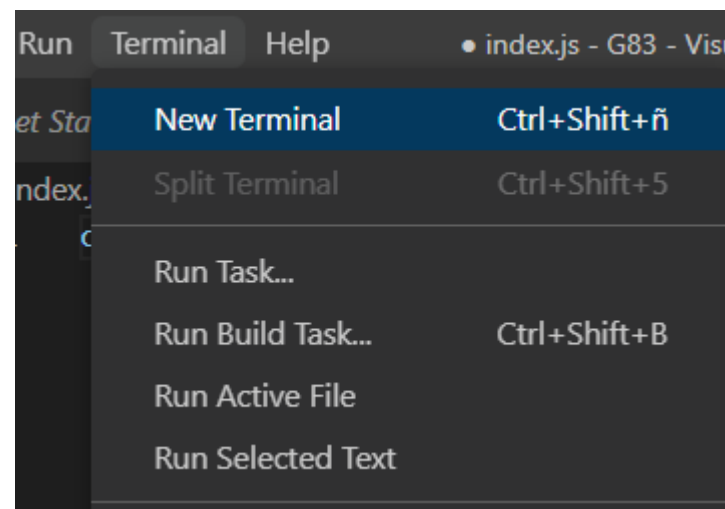 Run Terminal Help ● index.js - G83 - Vis
et Sta
New Terminal Ctrl+Shift+ñ
ndex.
Split Terminal Ctrl+Shift+5
Run Task...
Run Build Task... Ctrl+Shift+B
Run Active File
Run Selected Text